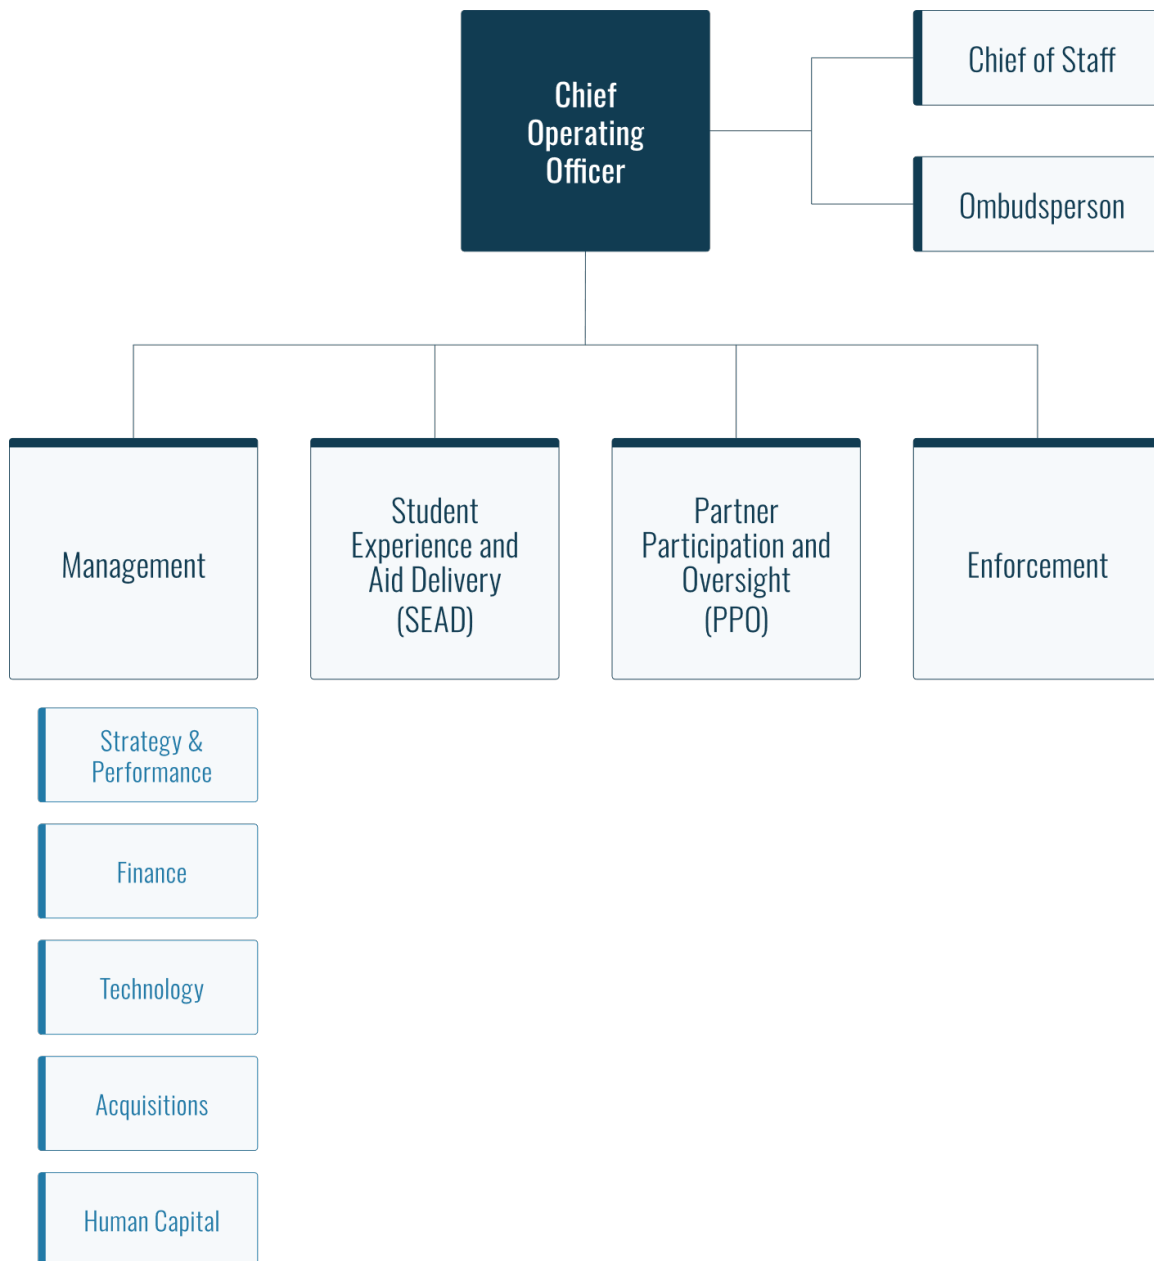 Chief
Operating
Officer
Chief of Staff
Ombudsperson
Management
Student
Experience and
Aid Delivery
(SEAD)
Partner
Participation and
Oversight
(PPO)
Enforcement
Strategy &
Performance
Finance
Technology
Acquisitions
Human Capital